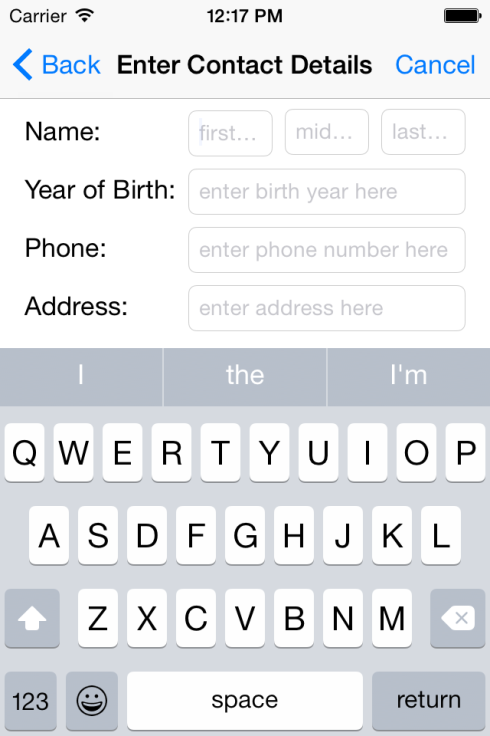 Carrier 12:17 PM
Back Enter Contact Details Cancel
Name: first... mid... last...
Year of Birth: enter birth year here
Phone: enter phone number here
Address: enter address here
I the I'm
Q W E R T Y U I O P
A S D F G H J K L
Z X C V B N M
123 space return